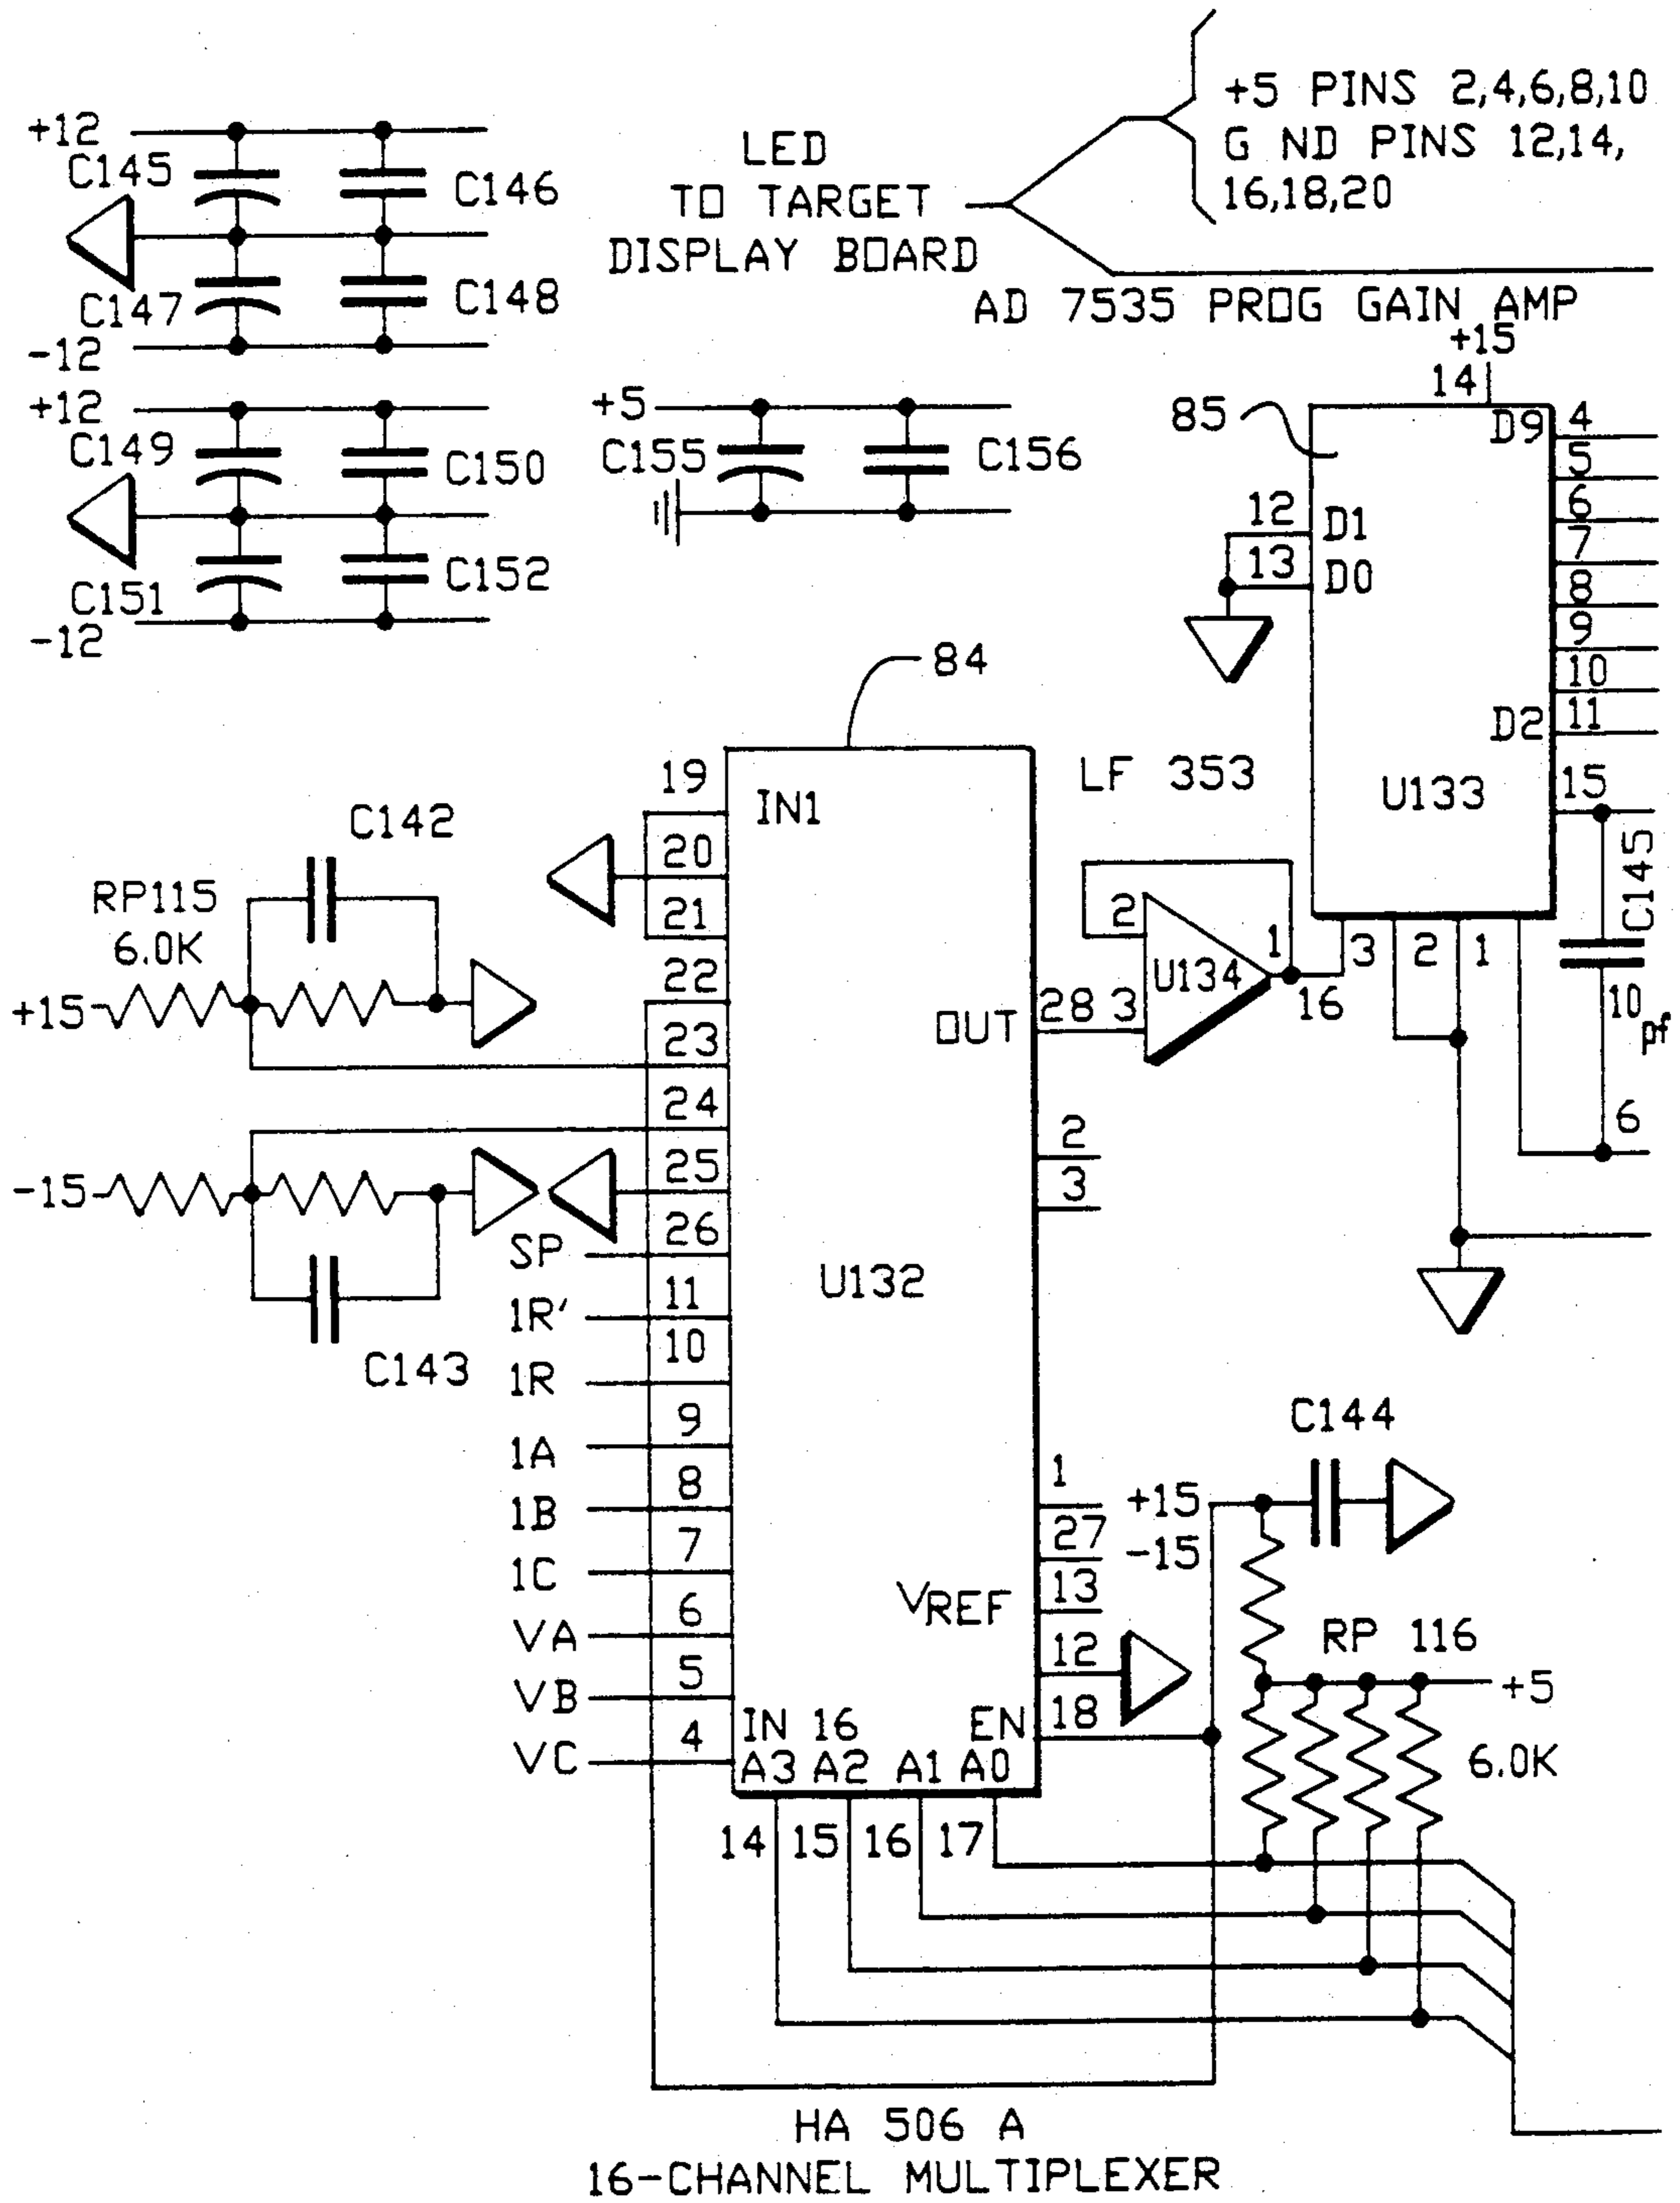 +5 PINS 2,4,6,8,10
G ND PINS 12,14,
16,18,20
LED
TO TARGET
DISPLAY BOARD
AD 7535 PROG GAIN AMP
+12
C145
C146
C147
C148
-12
+12
C149
C150
C151
C152
-12
+5
C155
C156
+15
14
85
D9
4
5
6
7
8
9
10
D2
11
12
D1
13
D0
U133
15
C145
10
pf
6
3
2
1
16
LF 353
2
U134
1
3
84
19
IN1
20
21
22
23
24
25
26
11
10
9
8
7
6
5
4
C142
RP115
6.0K
+15
-15
C143
SP
1R'
1R
1A
1B
1C
VA
VB
VC
OUT
28
2
3
U132
1
+15
27
-15
13
VREF
12
18
EN
IN 16
A3 A2 A1 A0
14
15
16
17
C144
RP 116
+5
6.0K
HA 506 A
16-CHANNEL MULTIPLEXER